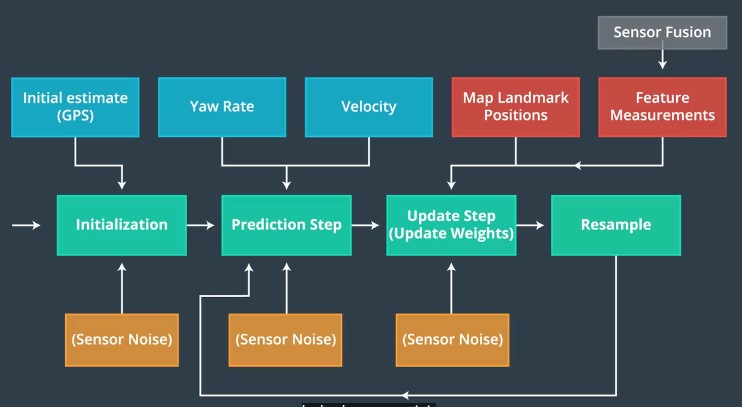 Sensor Fusion
Initial estimate
(GPS)
Yaw Rate
Velocity
Map Landmark
Positions
Feature
Measurements
Initialization
Prediction Step
Update Step
(Update Weights)
Resample
(Sensor Noise)
(Sensor Noise)
(Sensor Noise)